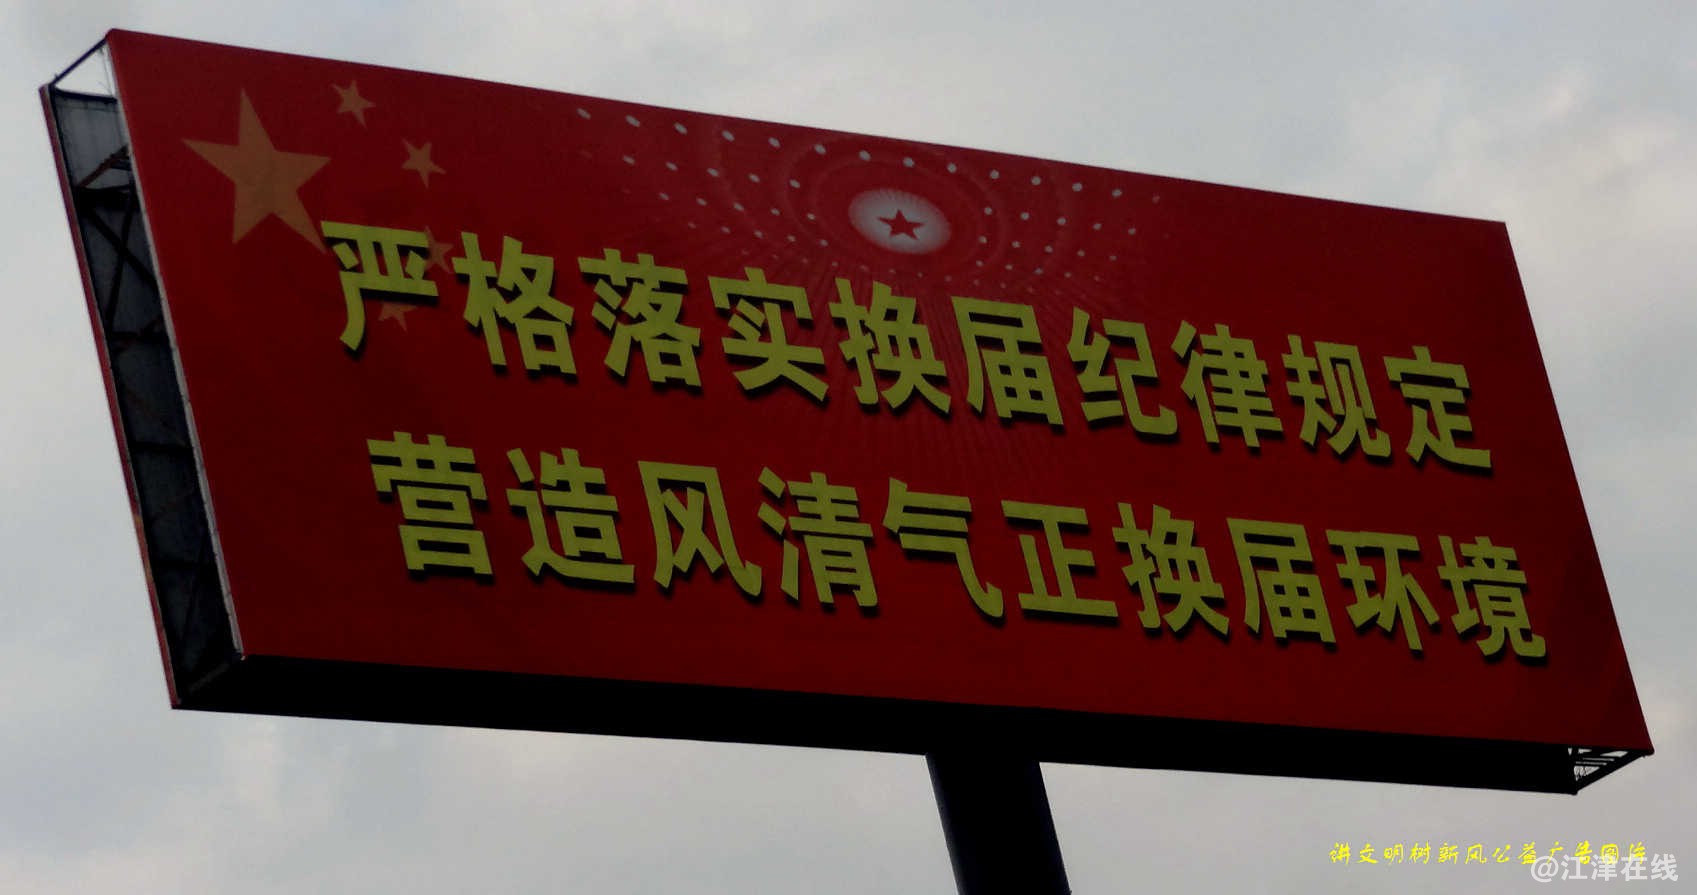 严格落实换届纪律规定
营造风清气正换届环境
讲文明树新风公益广告图治
@江津在线